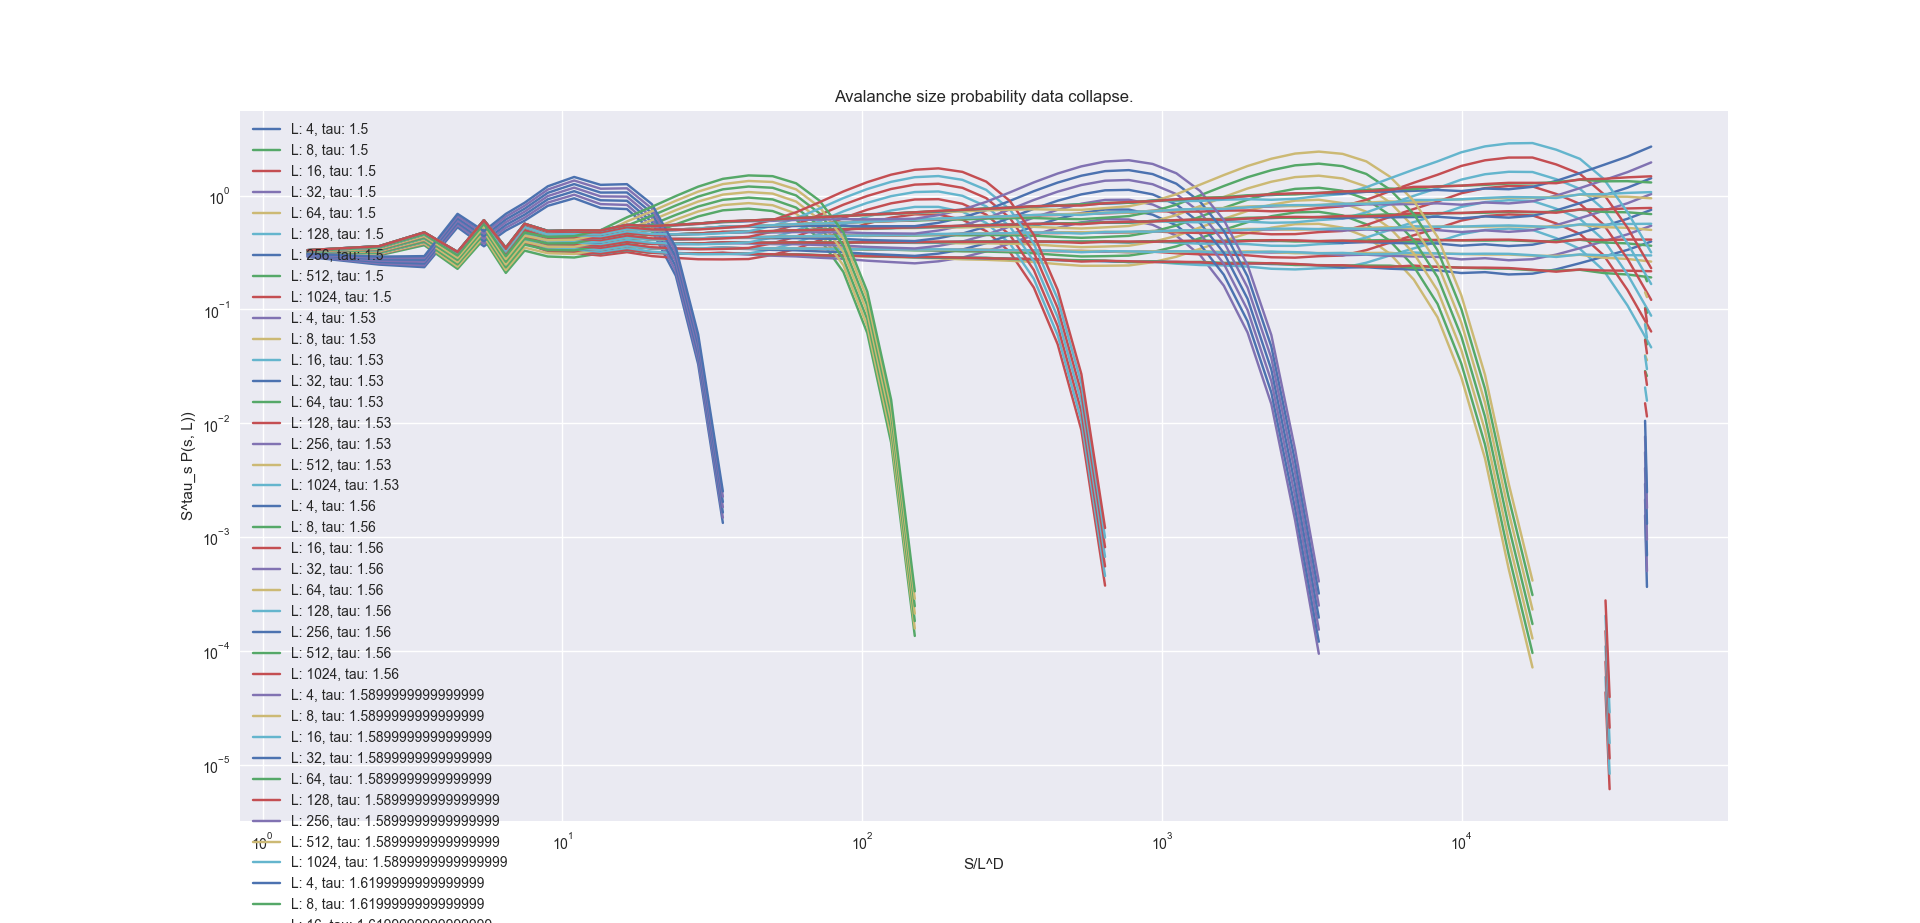 Avalanche size probability data collapse.
L: 4, tau: 1.5
L: 8, tau: 1.5
L: 16, tau: 1.5
L: 32, tau: 1.5
L: 64, tau: 1.5
L: 128, tau: 1.5
L: 256, tau: 1.5
L: 512, tau: 1.5
L: 1024, tau: 1.5
L: 4, tau: 1.53
L: 8, tau: 1.53
L: 16, tau: 1.53
L: 32, tau: 1.53
L: 64, tau: 1.53
L: 128, tau: 1.53
L: 256, tau: 1.53
L: 512, tau: 1.53
L: 1024, tau: 1.53
L: 4, tau: 1.56
L: 8, tau: 1.56
L: 16, tau: 1.56
L: 32, tau: 1.56
L: 64, tau: 1.56
L: 128, tau: 1.56
L: 256, tau: 1.56
L: 512, tau: 1.56
L: 1024, tau: 1.56
L: 4, tau: 1.5899999999999999
L: 8, tau: 1.5899999999999999
L: 16, tau: 1.5899999999999999
L: 32, tau: 1.5899999999999999
L: 64, tau: 1.5899999999999999
L: 128, tau: 1.5899999999999999
L: 256, tau: 1.5899999999999999
L: 512, tau: 1.5899999999999999
L: 1024, tau: 1.5899999999999999
L: 4, tau: 1.6199999999999999
L: 8, tau: 1.6199999999999999
L: 16, tau: 1.6199999999999999
S^tau_s P(s, L))
10^0
10^-1
10^-2
10^-3
10^-4
10^-5
10^0
10^1
10^2
10^3
10^4
S/L^D